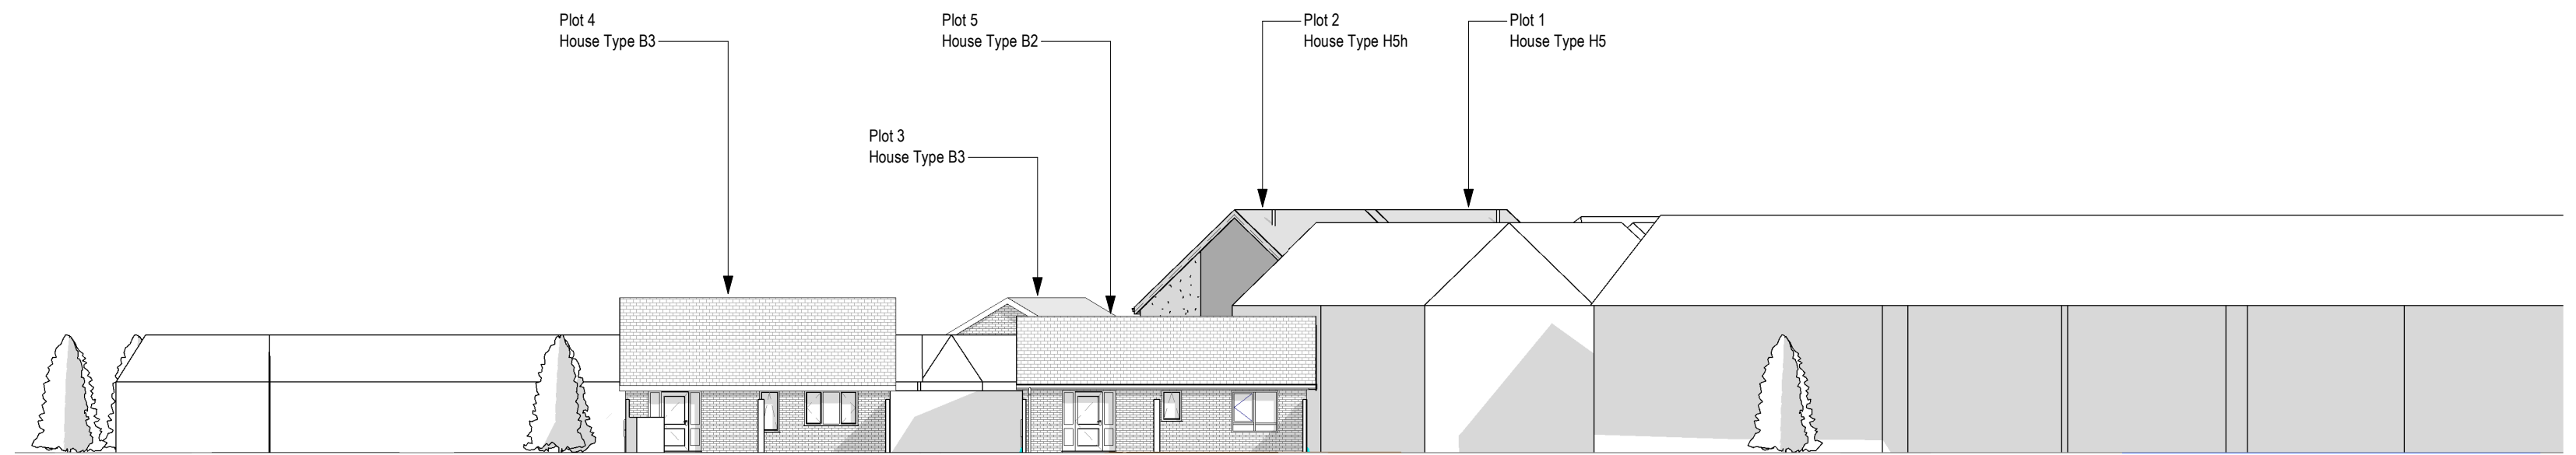 Plot 4
House Type B3
Plot 5
House Type B2
Plot 2
House Type H5h
Plot 1
House Type H5
Plot 3
House Type B3